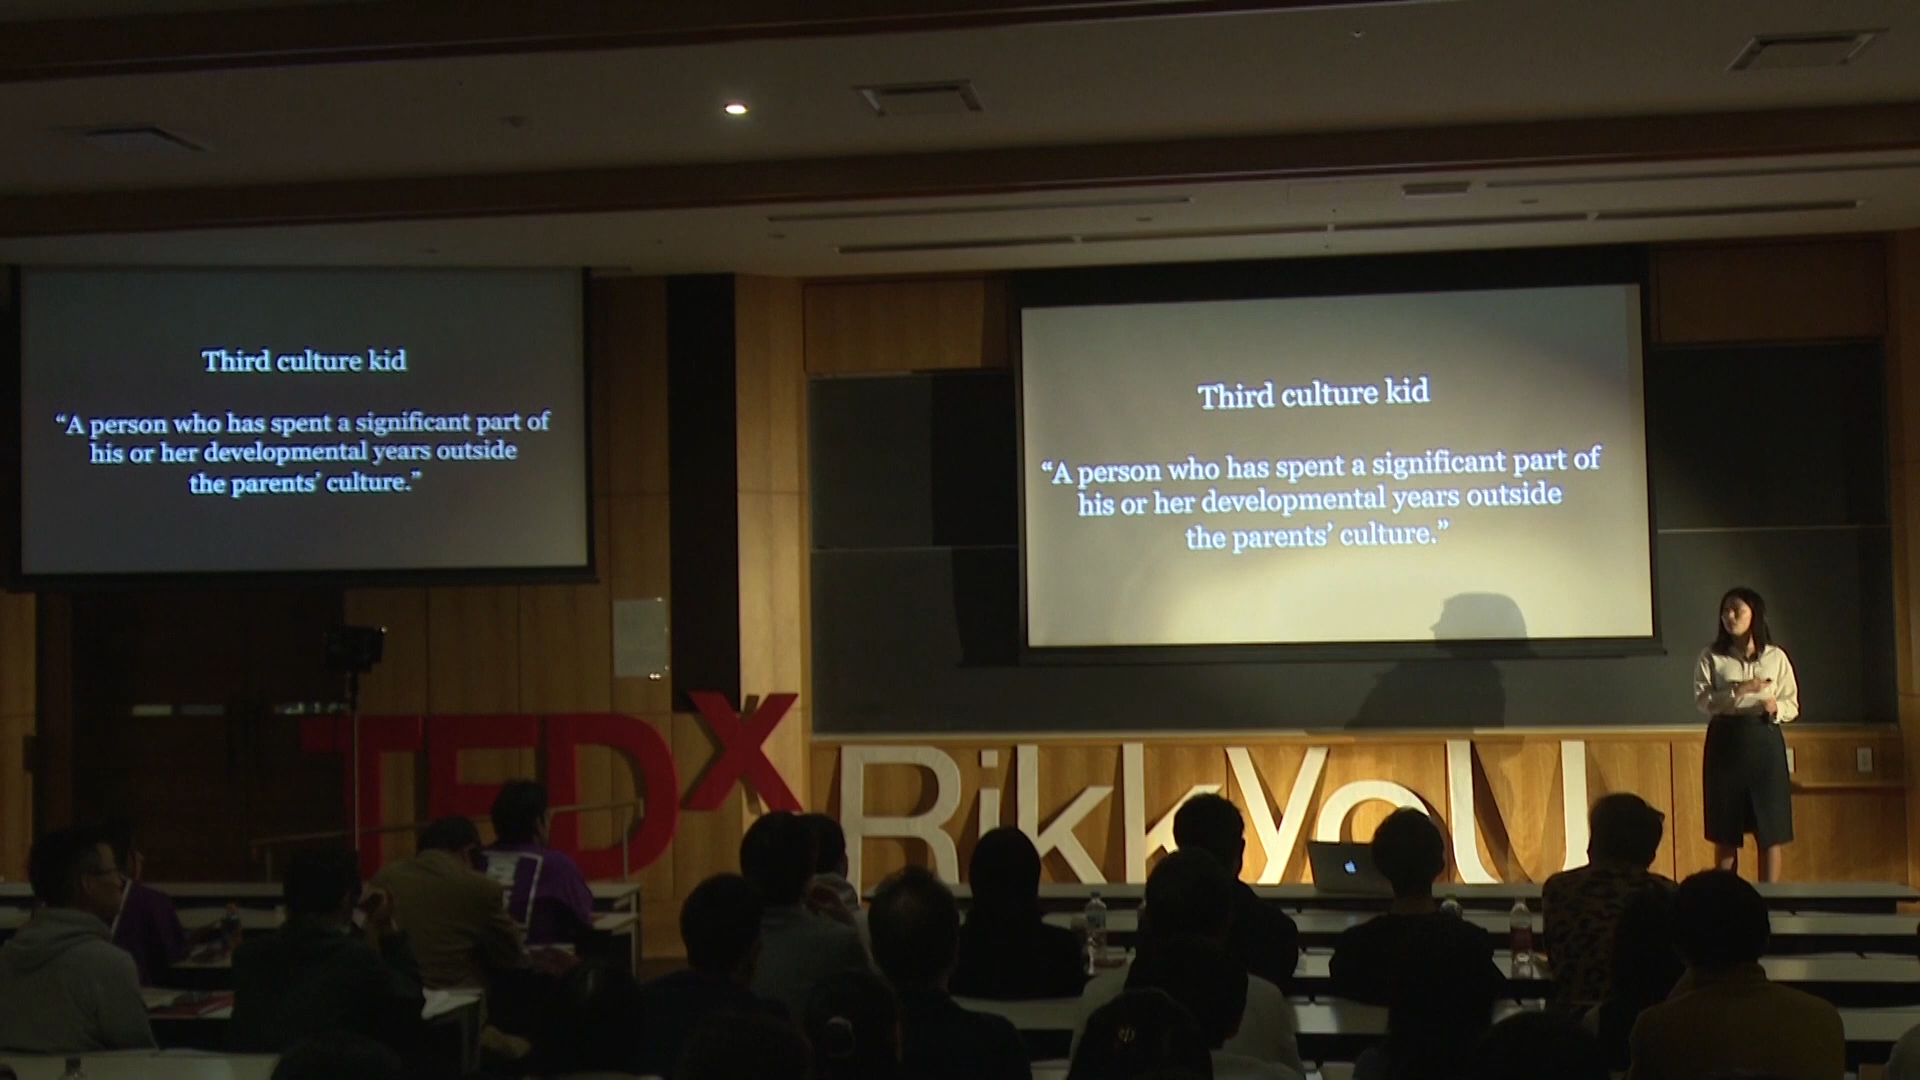 Third culture kid
“A person who has spent a significant part of
his or her developmental years outside
the parents’ culture.”
Third culture kid
“A person who has spent a significant part of
his or her developmental years outside
the parents’ culture.”
TEDxRikkyoU